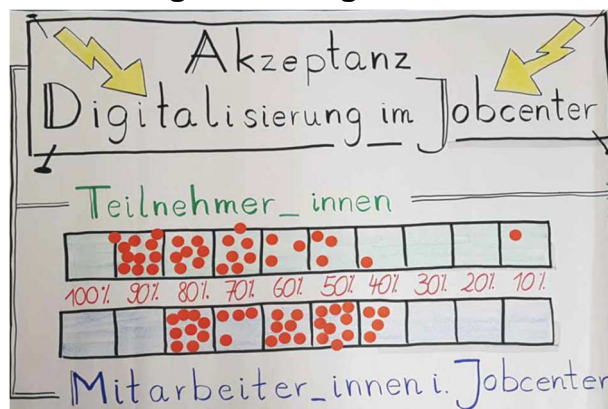 Akzeptanz
Digitalisierung im Jobcenter
Teilnehmer_innen
100% 90% 80% 70% 60% 50% 40% 30% 20% 10%
Mitarbeiter_innen i. Jobcenter